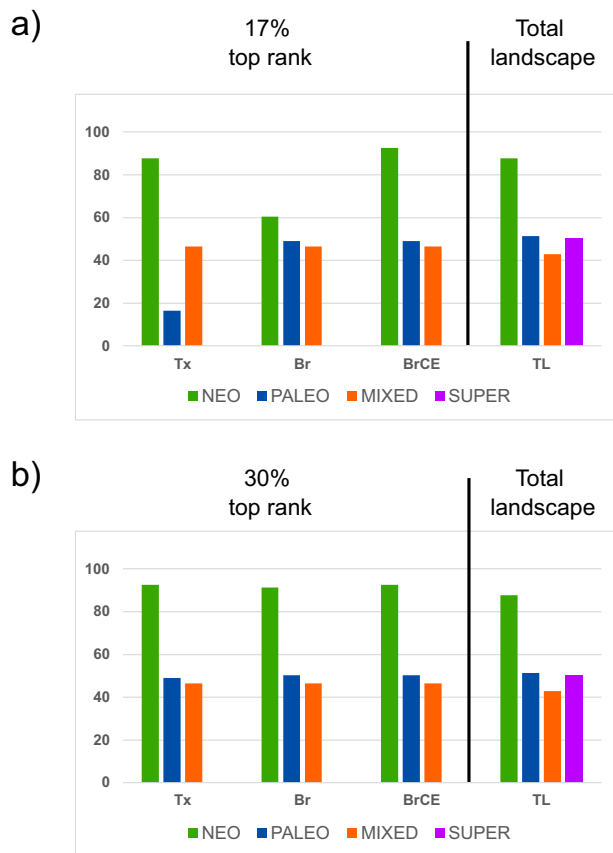 a)
17%
top rank
Total
landscape
100
80
60
40
20
0
Tx Br BrCE TL
NEO PALEO MIXED SUPER
b)
30%
top rank
Total
landscape
100
80
60
40
20
0
Tx Br BrCE TL
NEO PALEO MIXED SUPER